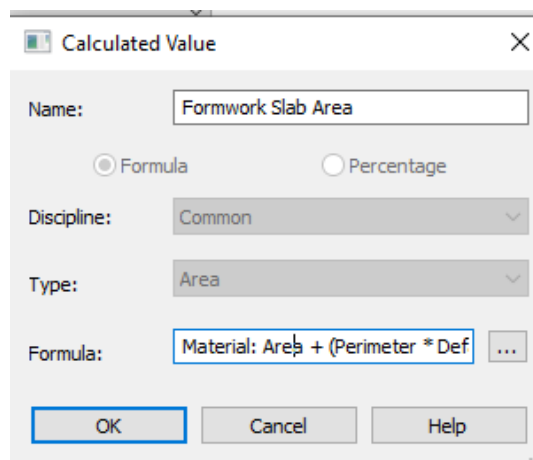 Calculated Value
Name: Formwork Slab Area
Formula Percentage
Discipline: Common
Type: Area
Formula: Material: Area + (Perimeter * Def ...
OK Cancel Help